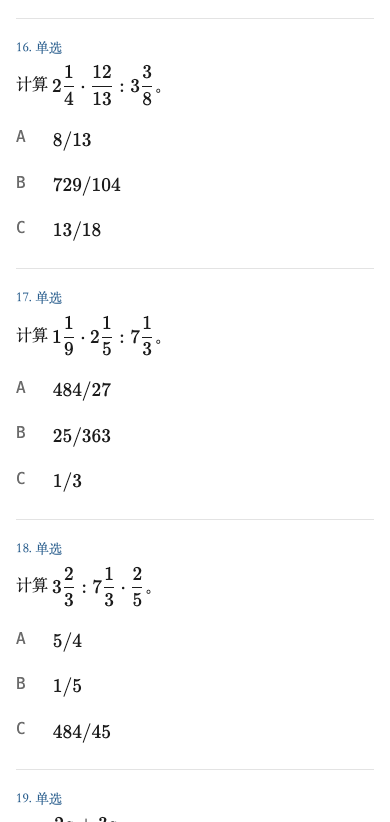 16. 单选
计算 2 1/4 · 12/13 : 3 3/8。
A 8/13
B 729/104
C 13/18
17. 单选
计算 1 1/9 · 2 1/5 : 7 1/3。
A 484/27
B 25/363
C 1/3
18. 单选
计算 3 2/3 : 7 1/3 · 2/5。
A 5/4
B 1/5
C 484/45
19. 单选